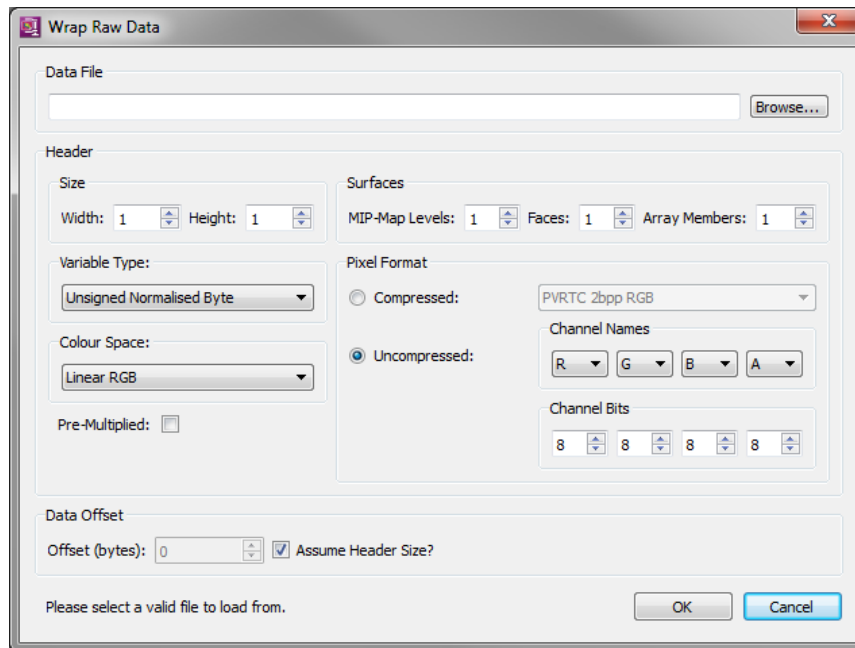 Wrap Raw Data
Data File
Browse...
Header
Size
Width: 1 Height: 1
Surfaces
MIP-Map Levels: 1 Faces: 1 Array Members: 1
Variable Type:
Unsigned Normalised Byte
Colour Space:
Linear RGB
Pre-Multiplied:
Pixel Format
Compressed: PVRTC 2bpp RGB
Uncompressed:
Channel Names
R G B A
Channel Bits
8 8 8 8
Data Offset
Offset (bytes): 0 Assume Header Size?
Please select a valid file to load from. OK Cancel